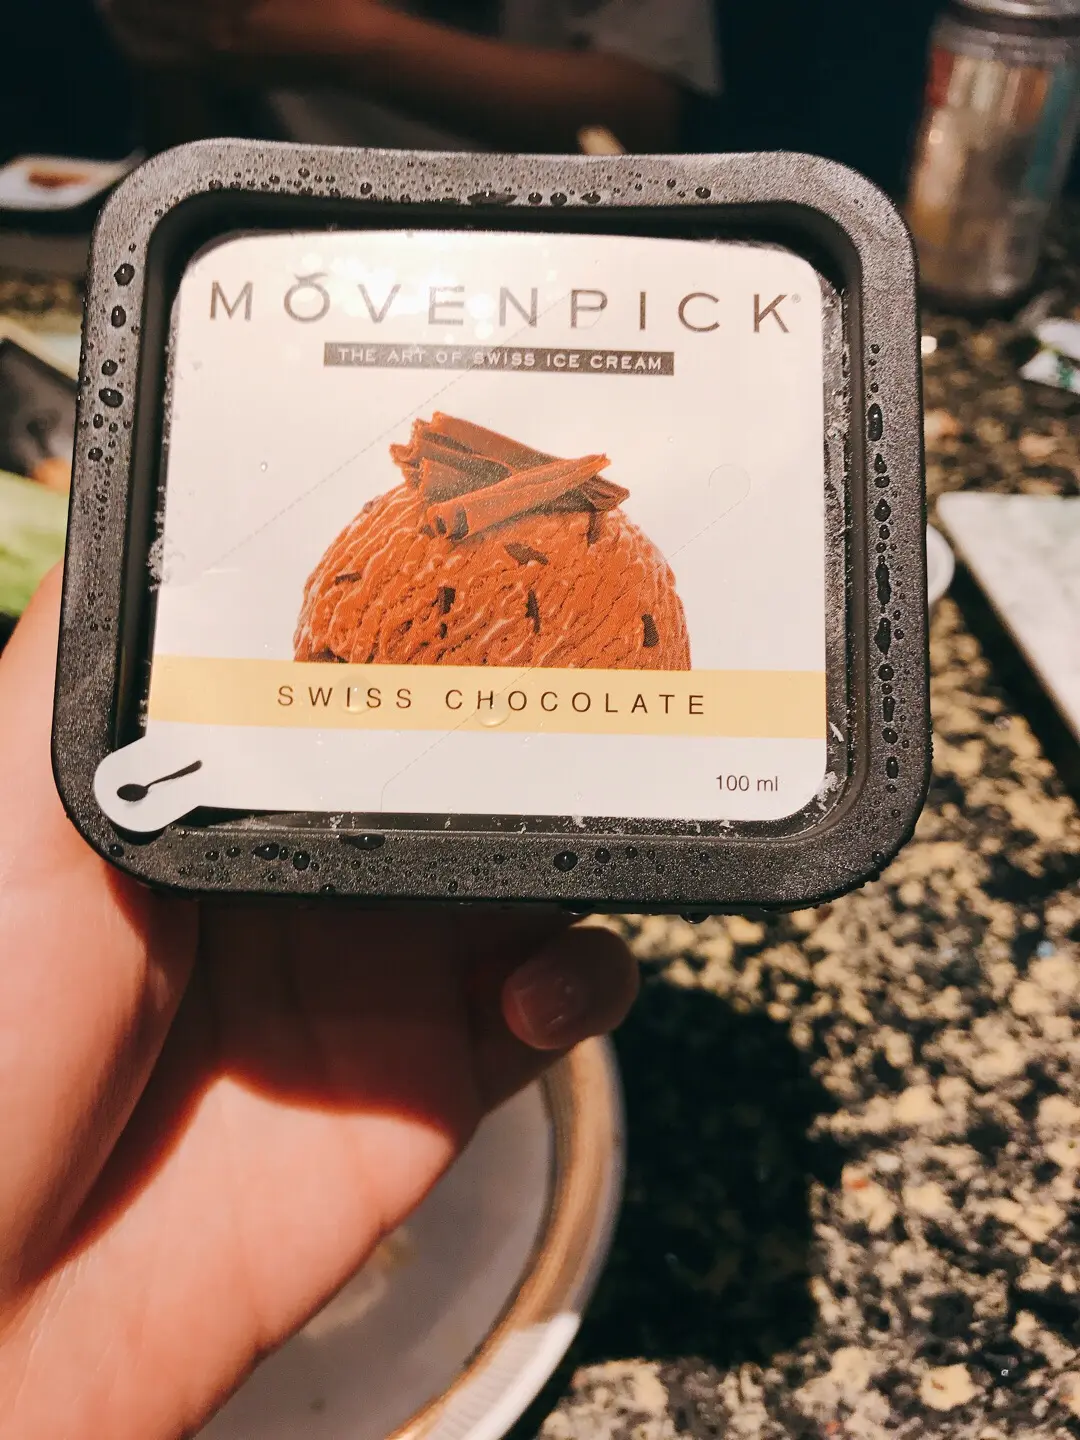 MÖVENPICK®
THE ART OF SWISS ICE CREAM
SWISS CHOCOLATE
100 ml